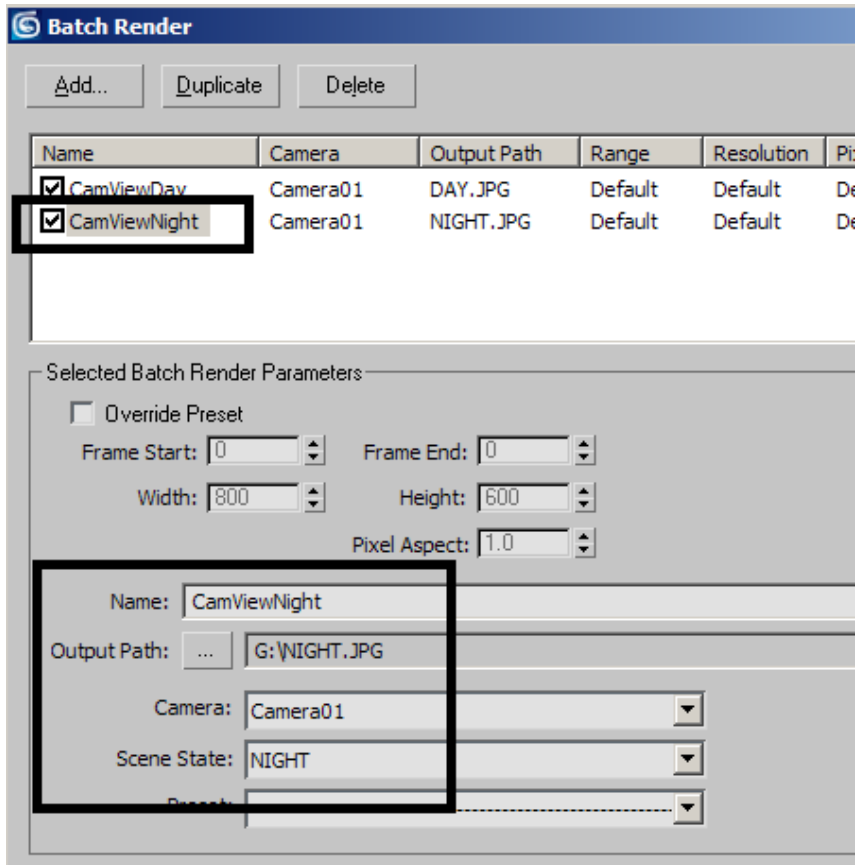 Batch Render
Add... Duplicate Delete
Name Camera Output Path Range Resolution
CamViewDay Camera01 DAY.JPG Default Default
CamViewNight Camera01 NIGHT.JPG Default Default
Selected Batch Render Parameters
Override Preset
Frame Start: 0 Frame End: 0
Width: 800 Height: 600
Pixel Aspect: 1.0
Name: CamViewNight
Output Path: ... G:\NIGHT.JPG
Camera: Camera01
Scene State: NIGHT
Preset: